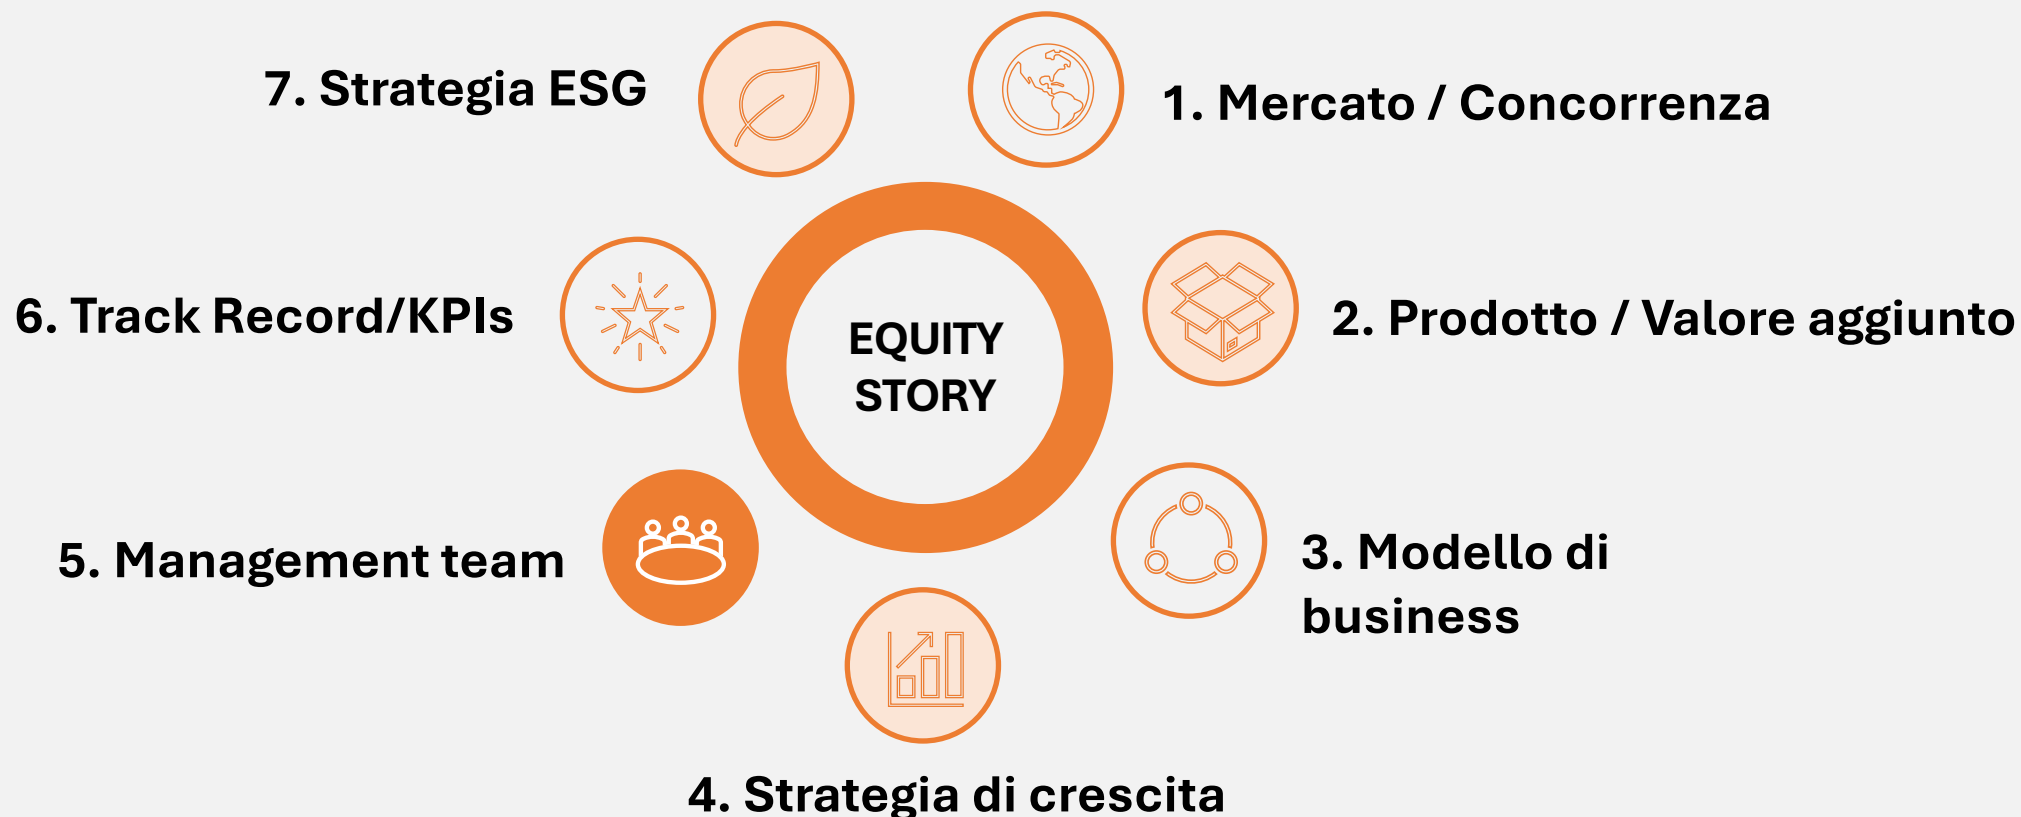 EQUITY
STORY
1. Mercato / Concorrenza
2. Prodotto / Valore aggiunto
3. Modello di
business
4. Strategia di crescita
5. Management team
6. Track Record/KPIs
7. Strategia ESG